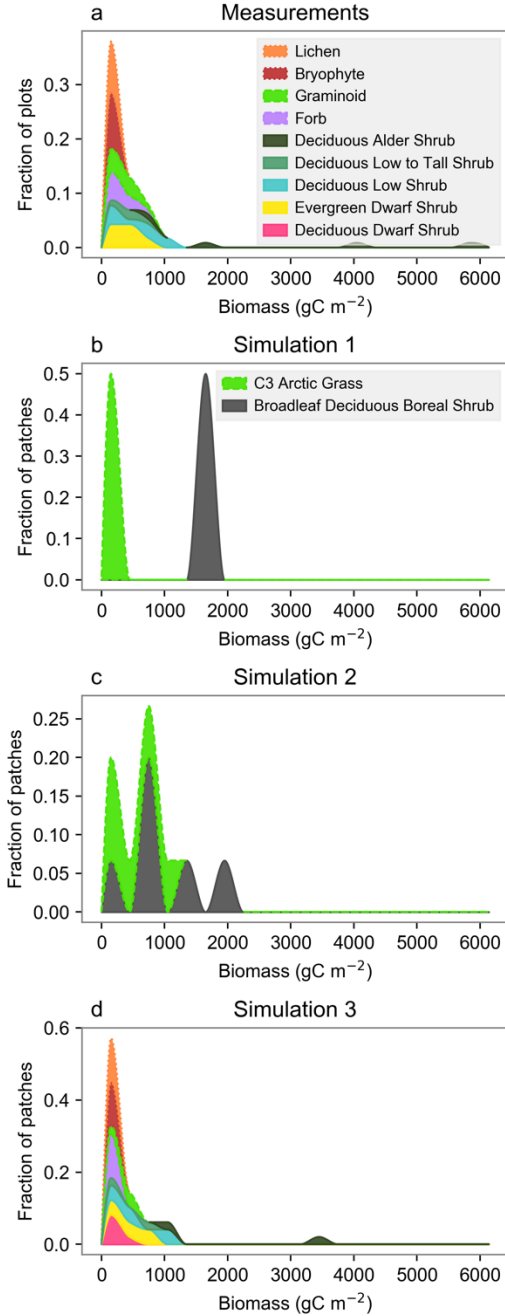 a Measurements
Fraction of plots
0.3
0.2
0.1
0.0
Lichen
Bryophyte
Graminoid
Forb
Deciduous Alder Shrub
Deciduous Low to Tall Shrub
Deciduous Low Shrub
Evergreen Dwarf Shrub
Deciduous Dwarf Shrub
0 1000 2000 3000 4000 5000 6000
Biomass (gC m⁻²)
b Simulation 1
Fraction of patches
0.5
0.4
0.3
0.2
0.1
0.0
C3 Arctic Grass
Broadleaf Deciduous Boreal Shrub
0 1000 2000 3000 4000 5000 6000
Biomass (gC m⁻²)
c Simulation 2
Fraction of patches
0.25
0.20
0.15
0.10
0.05
0.00
0 1000 2000 3000 4000 5000 6000
Biomass (gC m⁻²)
d Simulation 3
Fraction of patches
0.6
0.4
0.2
0.0
0 1000 2000 3000 4000 5000 6000
Biomass (gC m⁻²)